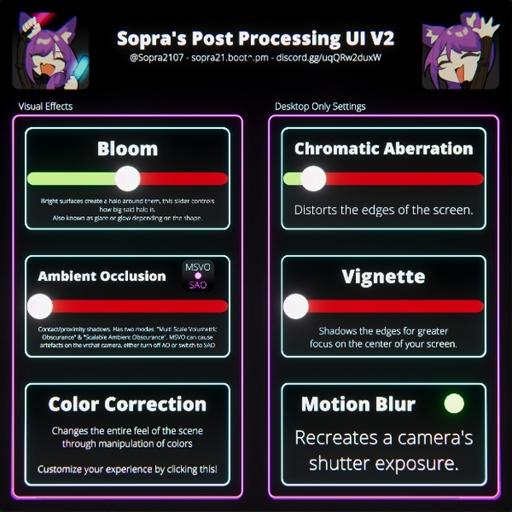 Sopra's Post Processing UI V2
@Sopra2107 - sopra21.booth.pm - discord.gg/uqQRw2duxW
Visual Effects
Bloom
Bright surfaces create a halo around them, this slider controls
how big said halo is.
Also known as glare or glow depending on the shape.
Ambient Occlusion
MSVO
SAO
Contact/proximity shadows. Has two modes "Multi Scale Volumetric
Obscurance" & "Scalable Ambient Obscurance". MSVO can cause
artefacts on the vrchat camera, either turn off AO or switch to SAO
Color Correction
Changes the entire feel of the scene
through manipulation of colors
Customize your experience by clicking this!
Desktop Only Settings
Chromatic Aberration
Distorts the edges of the screen.
Vignette
Shadows the edges for greater
focus on the center of your screen.
Motion Blur
Recreates a camera's
shutter exposure.